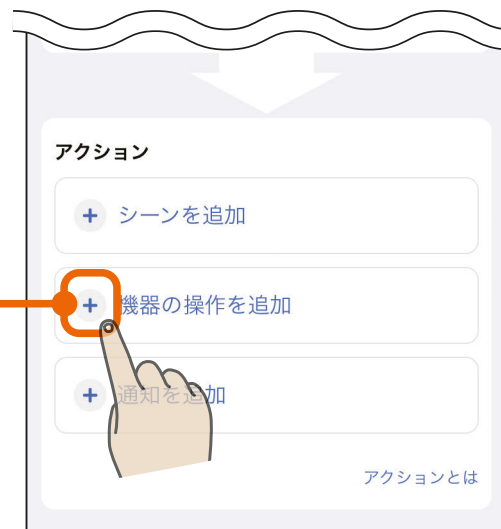 アクション
+ シーンを追加
+ 機器の操作を追加
+ 通知を追加
アクションとは